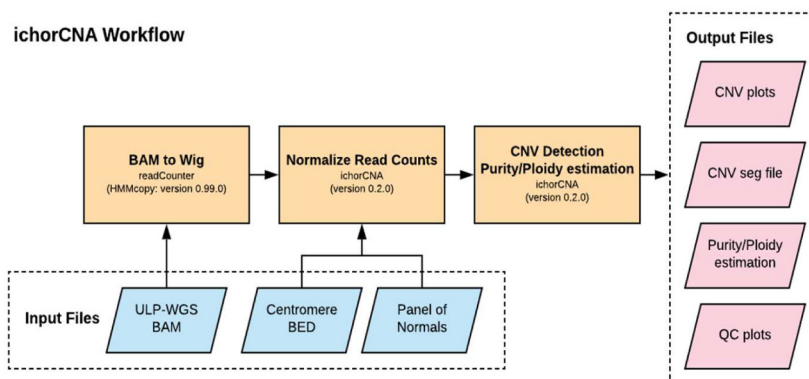 ichorCNA Workflow
BAM to Wig
readCounter
(HMMcopy: version 0.99.0)
Normalize Read Counts
ichorCNA
(version 0.2.0)
CNV Detection
Purity/Ploidy estimation
ichorCNA
(version 0.2.0)
Input Files
ULP-WGS
BAM
Centromere
BED
Panel of
Normals
Output Files
CNV plots
CNV seg file
Purity/Ploidy
estimation
QC plots